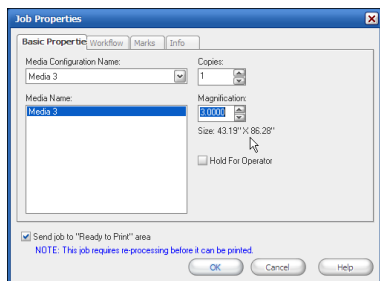 Job Properties
Basic Propertie Workflow Marks Info
Media Configuration Name: Copies:
Media 3 1
Media Name: Magnification:
Media 3 3.0000
Size: 43.19" X 86.28"
Hold For Operator
Send job to "Ready to Print" area
NOTE: This job requires re-processing before it can be printed.
OK Cancel Help